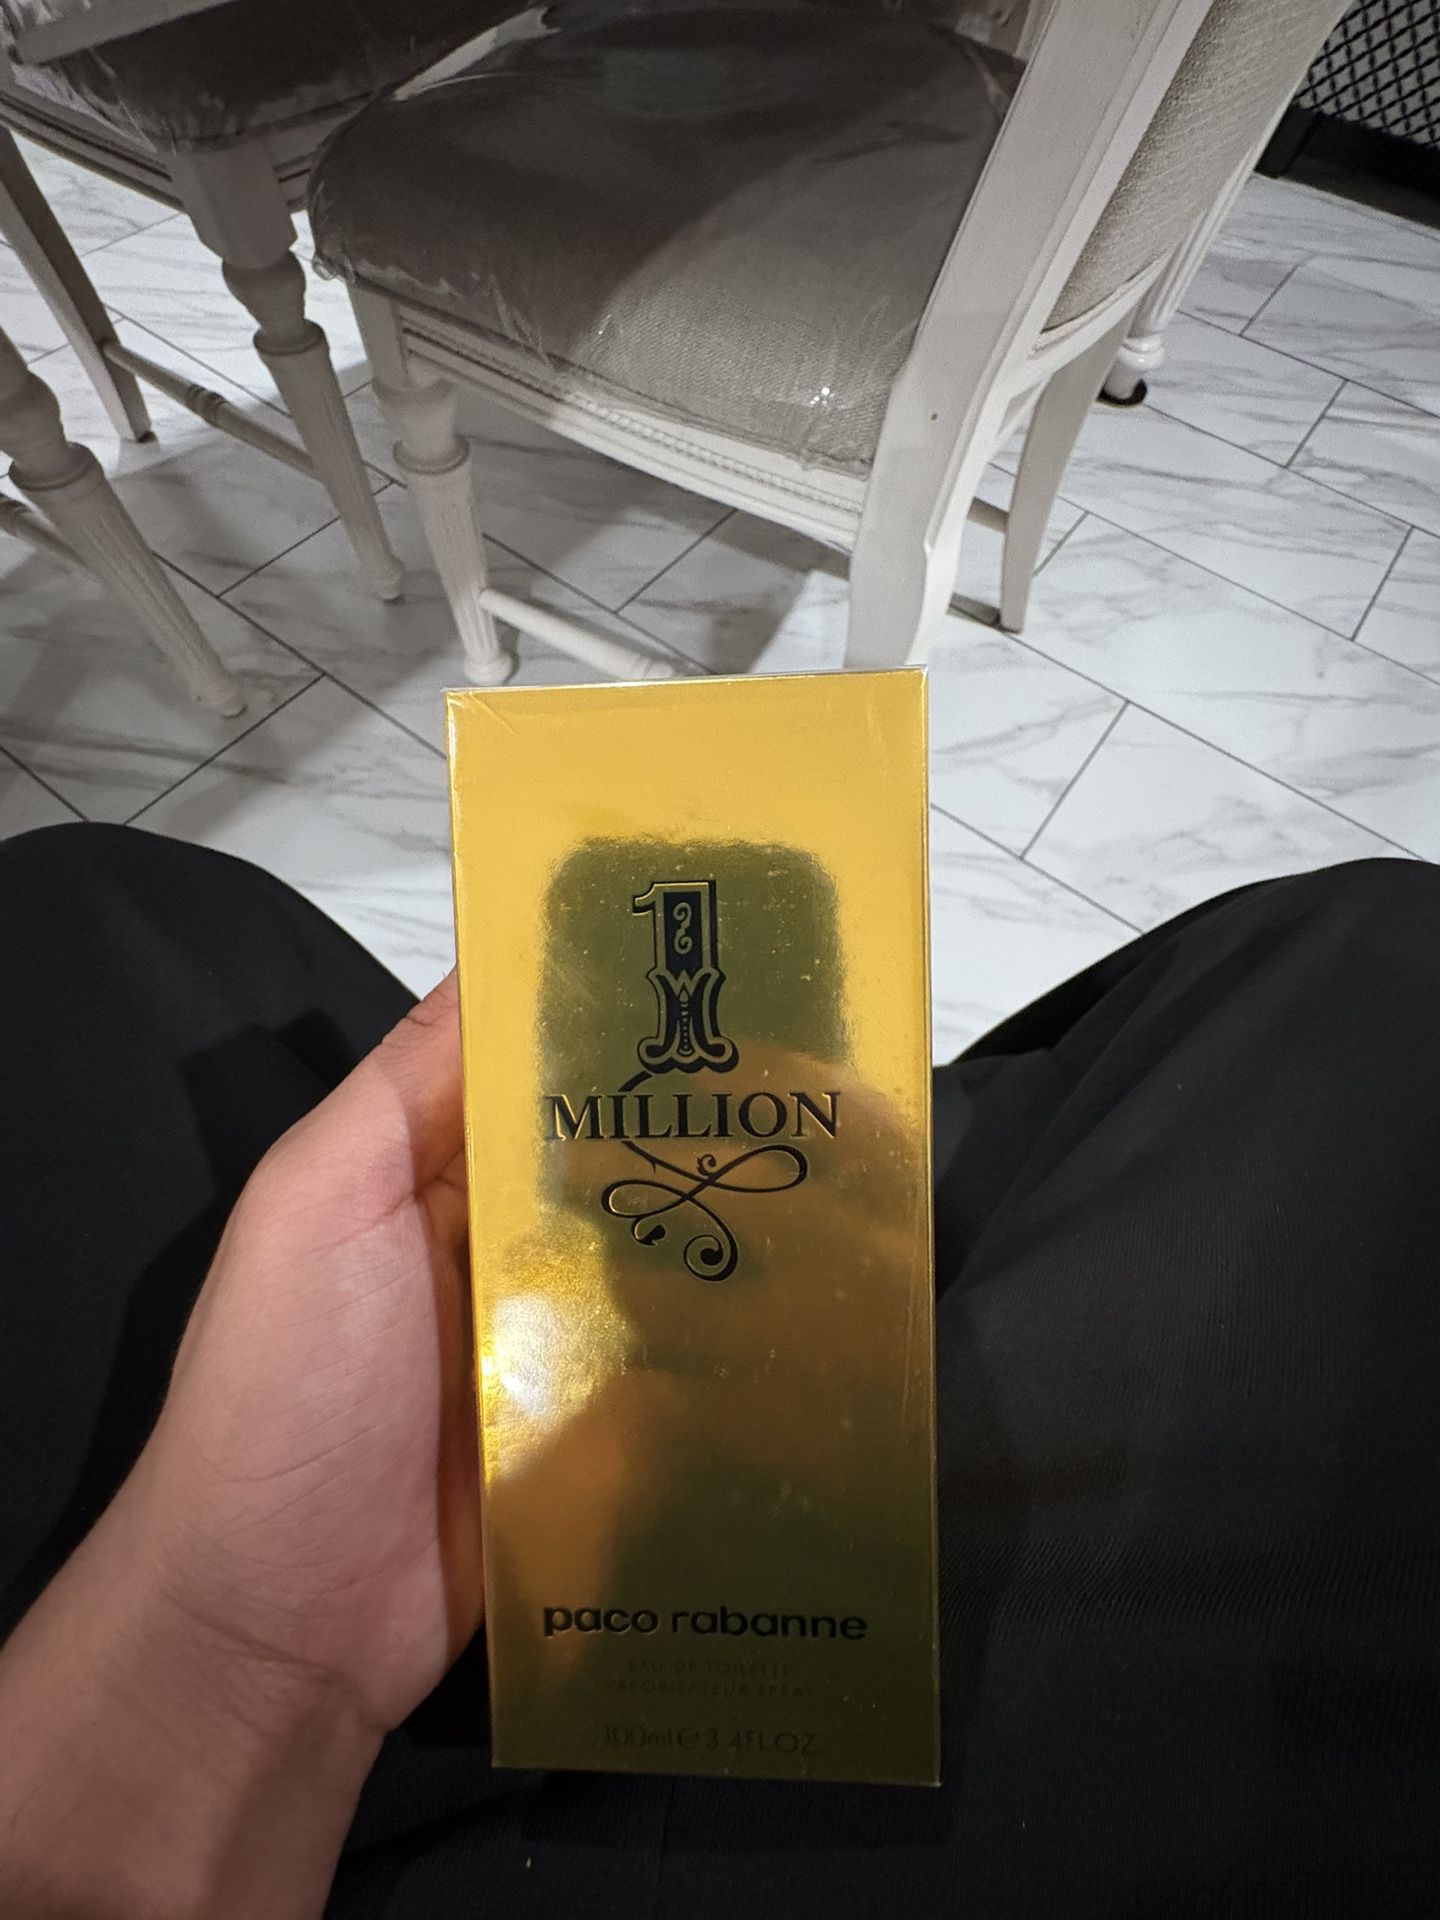 1
MILLION
paco rabanne
EAU DE TOILETTE
VAPORISATEUR SPRAY
100ml ℮ 3.4FL.OZ